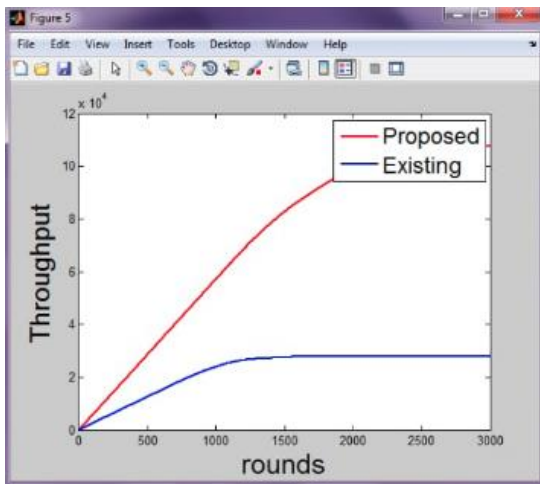 Figure 5
File Edit View Insert Tools Desktop Window Help
x 10^4
12
10
8
6
4
2
0
Throughput
Proposed
Existing
0 500 1000 1500 2000 2500 3000
rounds